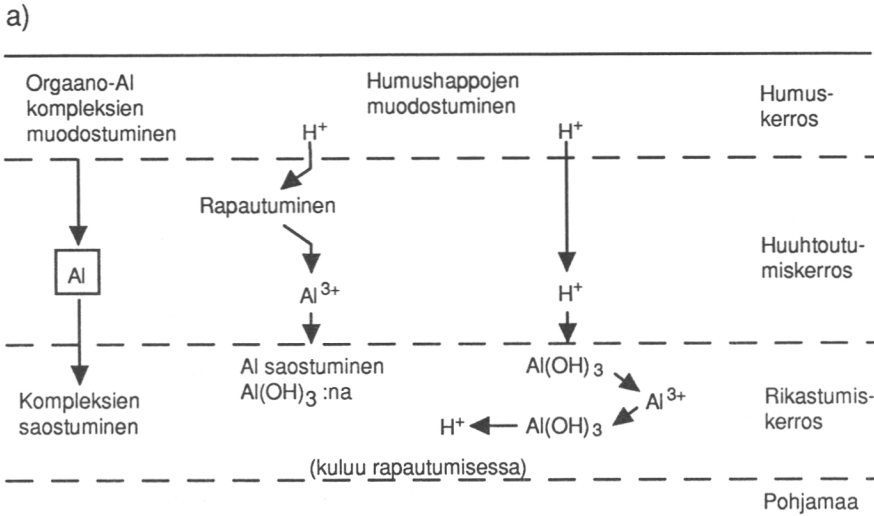 a)
Orgaano-Al
kompleksien
muodostuminen
Humushappojen
muodostuminen
Humus-
kerros
H⁺
H⁺
Rapautuminen
Huuhtoutu-
miskerros
Al
Al³⁺
H⁺
Al saostuminen
Al(OH)₃ :na
Al(OH)₃
Al³⁺
Rikastumis-
kerros
Kompleksien
saostuminen
H⁺
Al(OH)₃
(kuluu rapautumisessa)
Pohjamaa